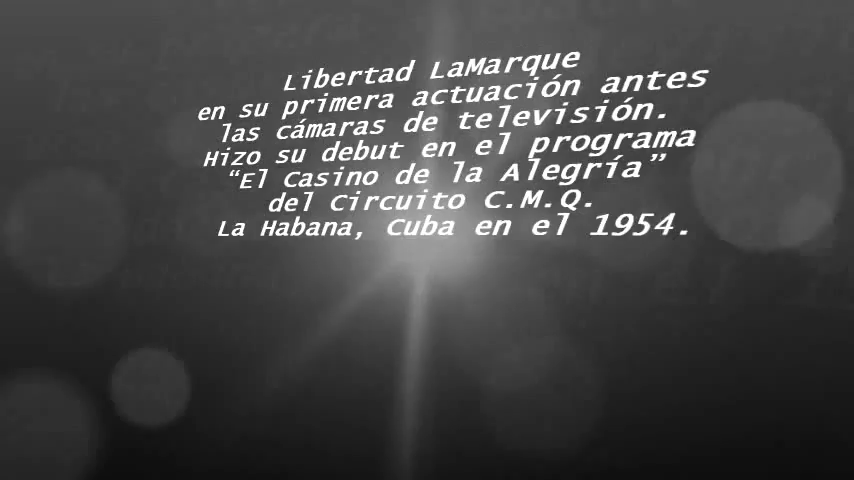 Libertad LaMarque
en su primera actuación antes
las cámaras de televisión.
Hizo su debut en el programa
“El Casino de la Alegría”
del Circuito C.M.Q.
La Habana, Cuba en el 1954.